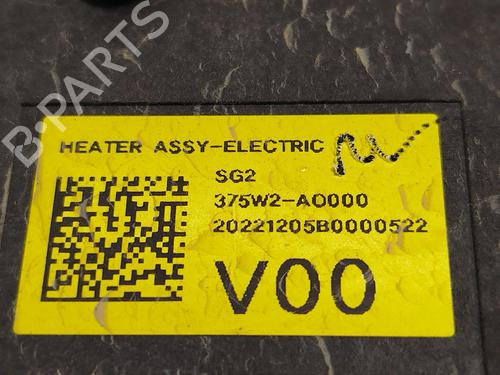 B-PARTS
HEATER ASSY-ELECTRIC
SG2
375W2-AO000
20221205B0000522
V00